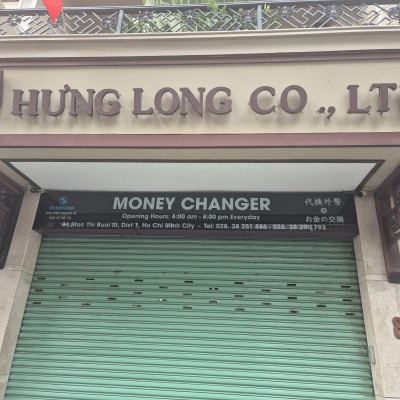 HƯNG LONG CO., LT
MONEY CHANGER
Opening Hours: 8:00 am - 8:00 pm Everyday
Mac Thi Buoi St, Dist 1, Ho Chi Minh City - Tel: 028. 38 251 886 - 028. 38 295 793
代換外幣
お金の交換